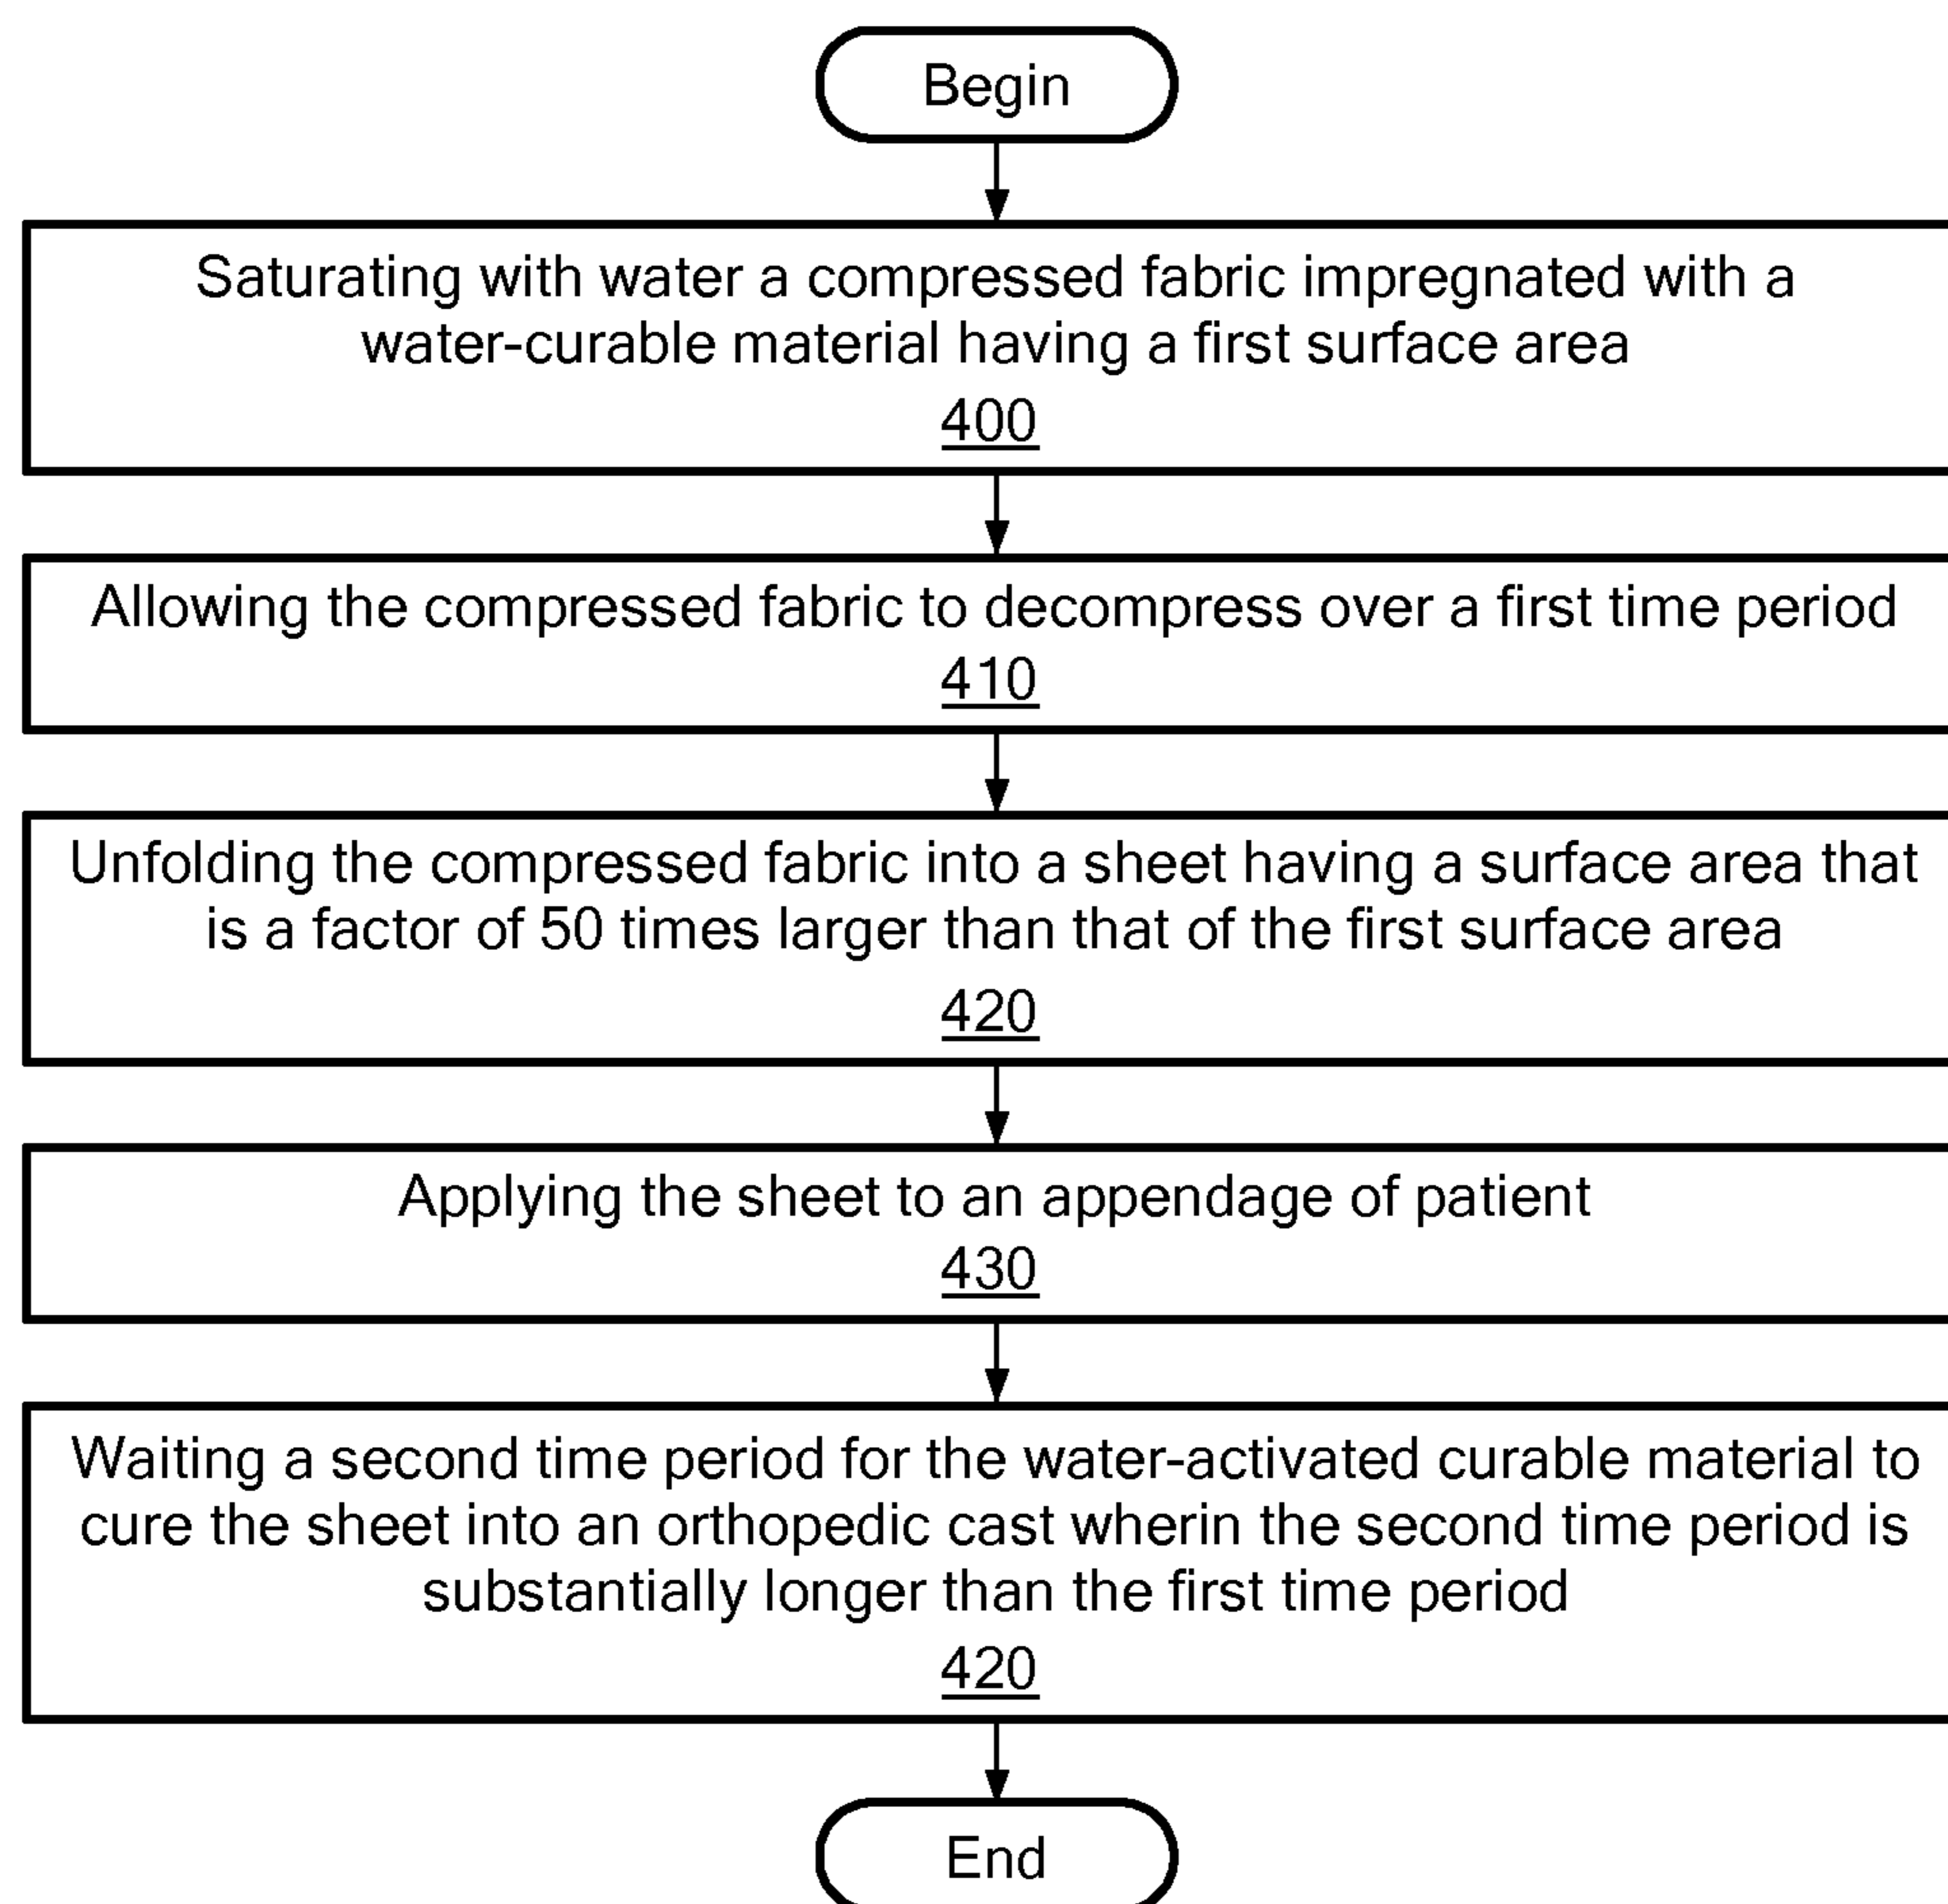 Begin
Saturating with water a compressed fabric impregnated with a
water-curable material having a first surface area
400
Allowing the compressed fabric to decompress over a first time period
410
Unfolding the compressed fabric into a sheet having a surface area that
is a factor of 50 times larger than that of the first surface area
420
Applying the sheet to an appendage of patient
430
Waiting a second time period for the water-activated curable material to
cure the sheet into an orthopedic cast wherin the second time period is
substantially longer than the first time period
420
End